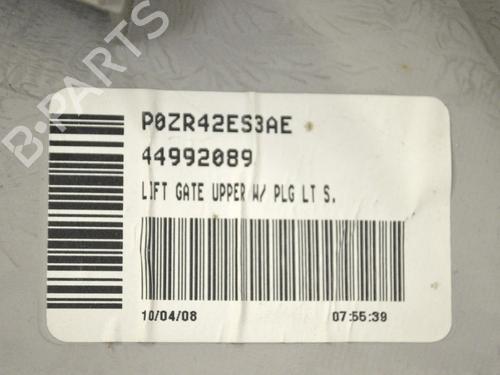 B-PARTS
P0ZR42ES3AE
44992089
LIFT GATE UPPER W/ PLG LT S.
10/04/08 07:55:39